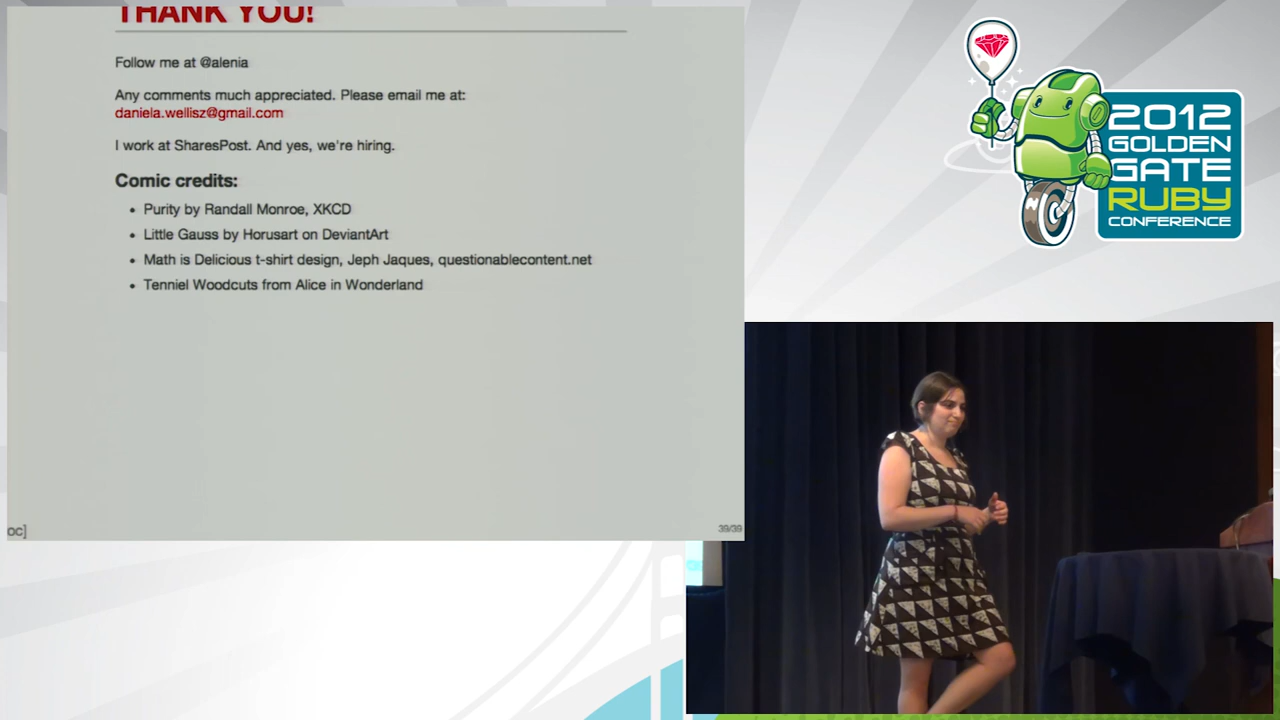 THANK YOU!
Follow me at @alenia
Any comments much appreciated. Please email me at:
daniela.wellisz@gmail.com
I work at SharesPost. And yes, we're hiring.
Comic credits:
• Purity by Randall Monroe, XKCD
• Little Gauss by Horusart on DeviantArt
• Math is Delicious t-shirt design, Jeph Jaques, questionablecontent.net
• Tenniel Woodcuts from Alice in Wonderland
oc]
39/39
2012
GOLDEN
GATE
RUBY
CONFERENCE